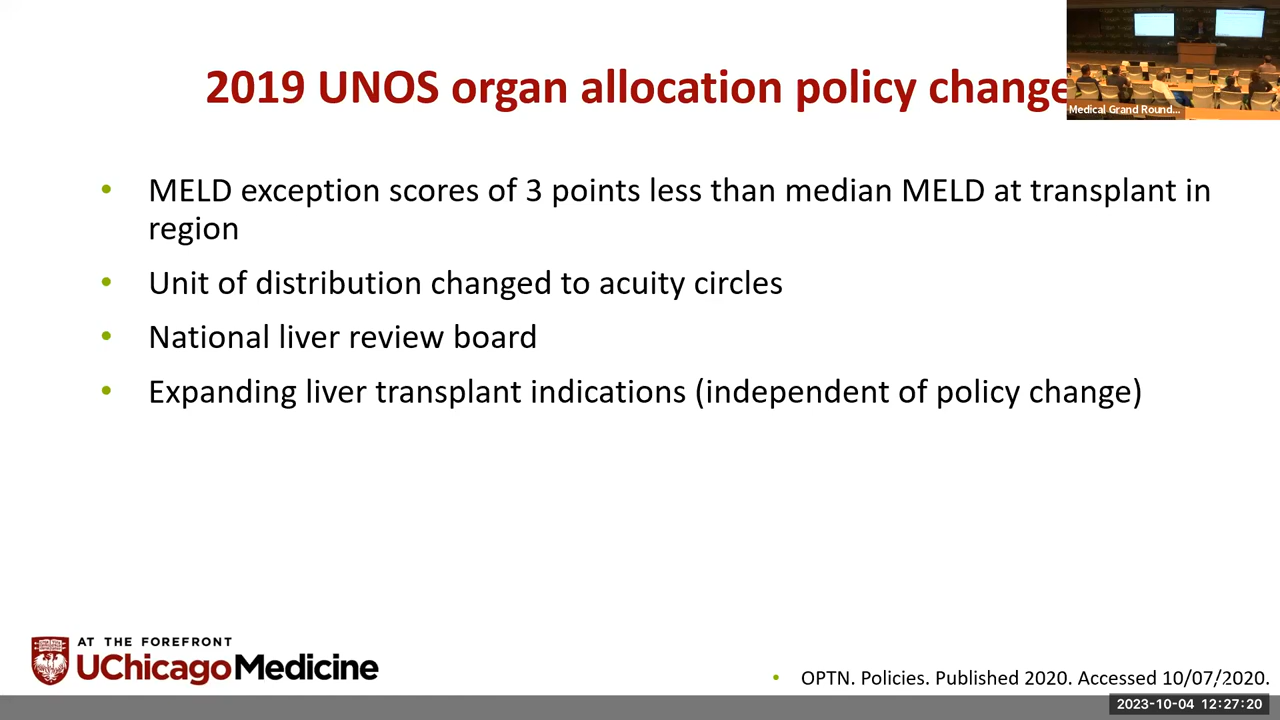 2019 UNOS organ allocation policy change
Medical Grand Round...
• MELD exception scores of 3 points less than median MELD at transplant in
region
• Unit of distribution changed to acuity circles
• National liver review board
• Expanding liver transplant indications (independent of policy change)
AT THE FOREFRONT
UChicago Medicine
• OPTN. Policies. Published 2020. Accessed 10/07/2020.
2023-10-04 12:27:20